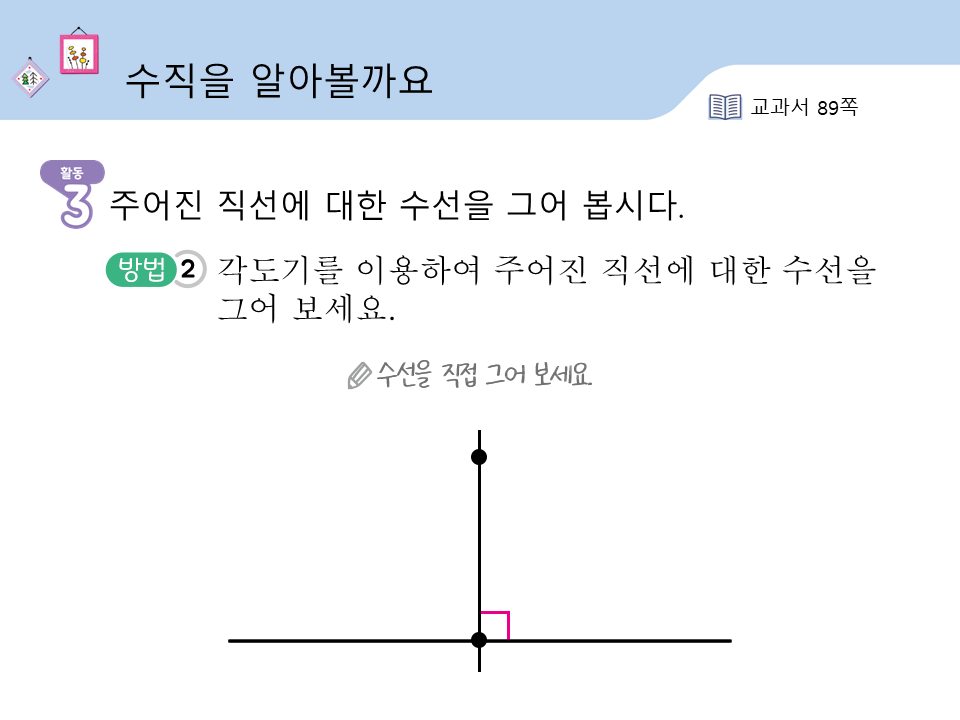 수직을 알아볼까요
교과서 89쪽
활동
3 주어진 직선에 대한 수선을 그어 봅시다.
방법 2 각도기를 이용하여 주어진 직선에 대한 수선을
그어 보세요.
수선을 직접 그어 보세요.